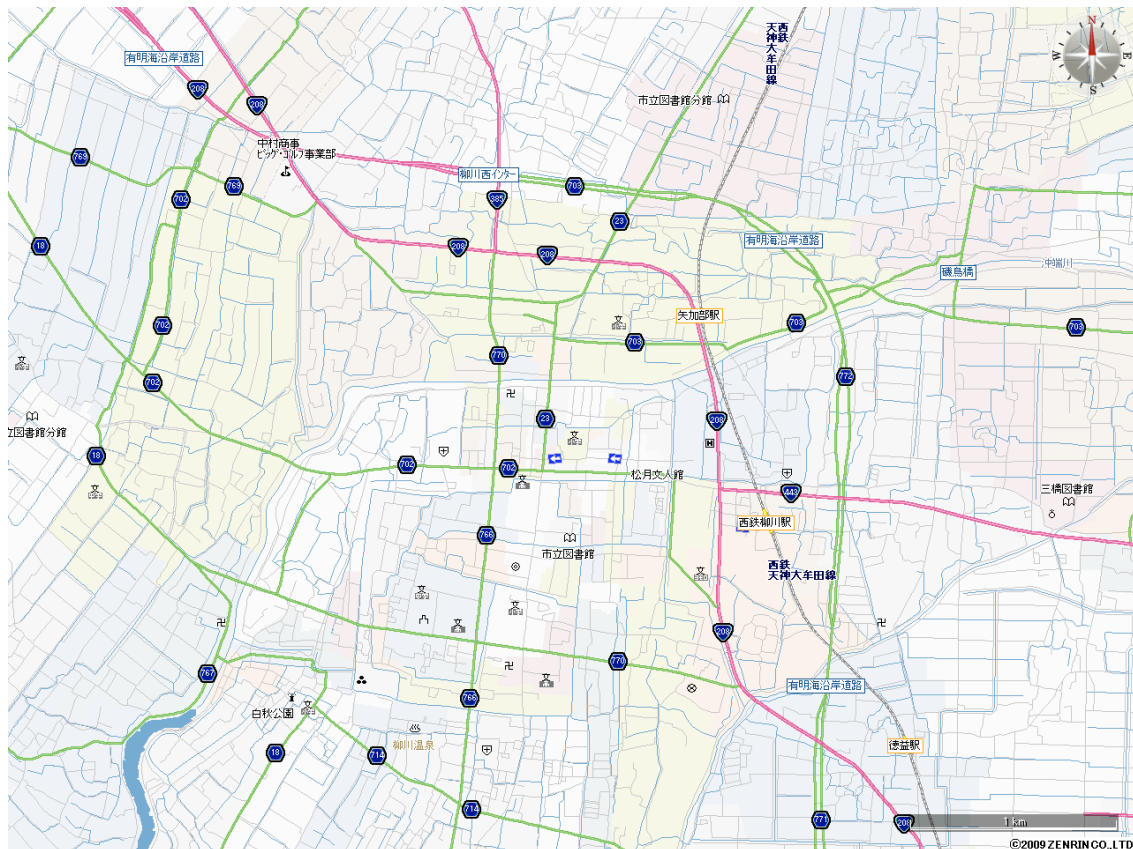 西鉄
天神大牟田線
N
W
E
S
有明海沿岸道路
208
208
市立図書館分館
中村商事
ビッグ・ゴルフ事業部
769
769
702
柳川西インター
703
385
23
18
209
208
有明海沿岸道路
中端川
磯鳥橋
矢加部駅
702
703
703
703
770
772
702
23
208
立図書館分館
18
702
702
松月文人館
443
三橋図書館
西鉄柳川駅
766
市立図書館
西鉄
天神大牟田線
208
770
767
有明海沿岸道路
766
白秋公園
柳川温泉
徳益駅
18
714
714
771
208
1 km
©2009 ZENRIN CO., LTD